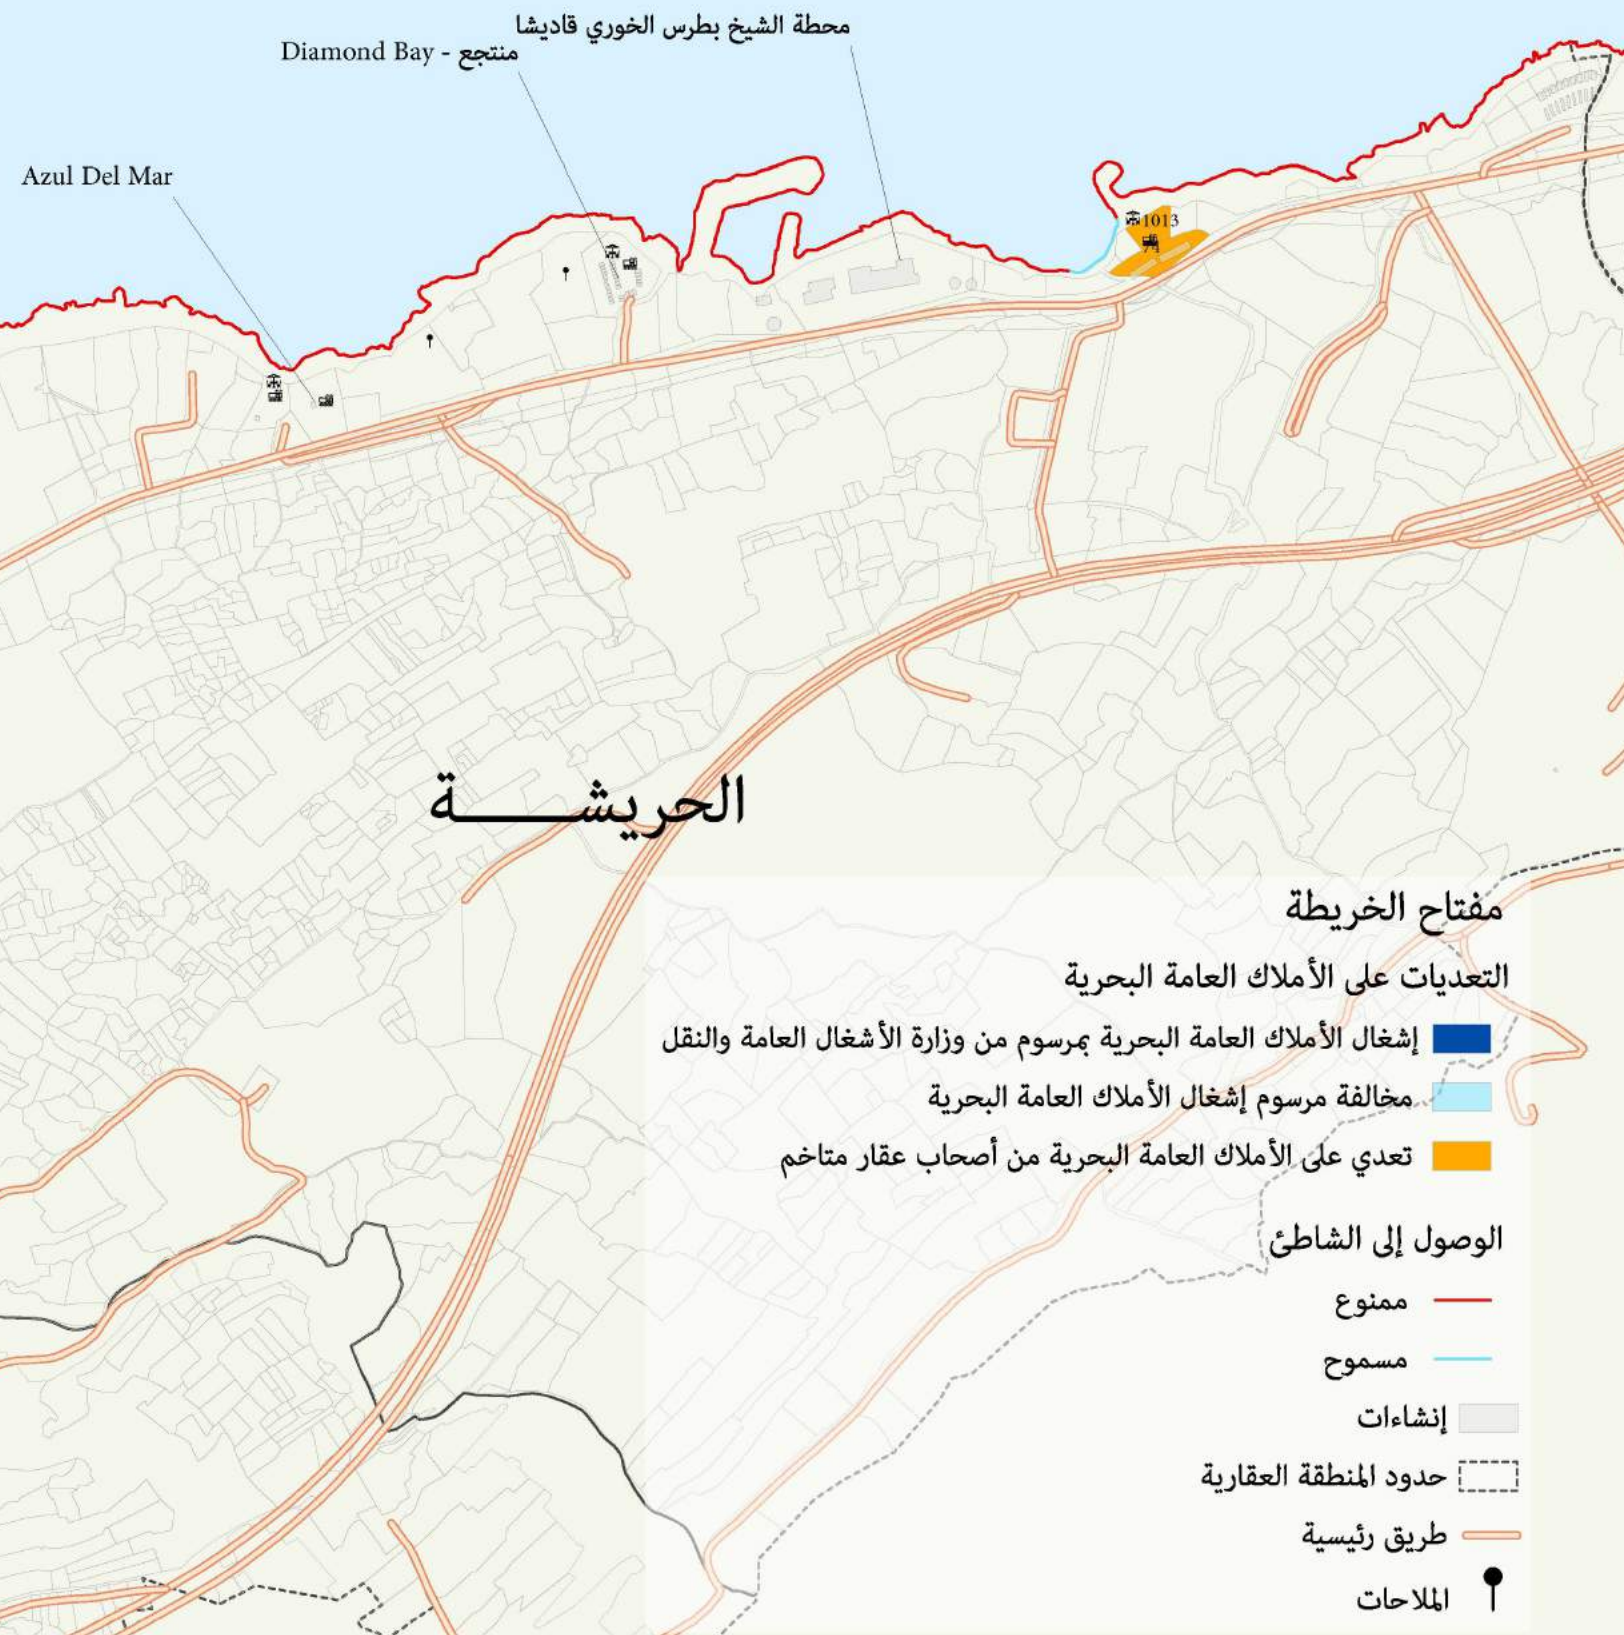 محطة الشيخ بطرس الخوري قاديشا
منتجع - Diamond Bay
Azul Del Mar
1013
الحريشــــــة
مفتاح الخريطة
التعديات على الأملاك العامة البحرية
إشغال الأملاك العامة البحرية بمرسوم من وزارة الأشغال العامة والنقل
مخالفة مرسوم إشغال الأملاك العامة البحرية
تعدي على الأملاك العامة البحرية من أصحاب عقار متاخم
الوصول إلى الشاطئ
ممنوع
مسموح
إنشاءات
حدود المنطقة العقارية
طريق رئيسية
الملاحات